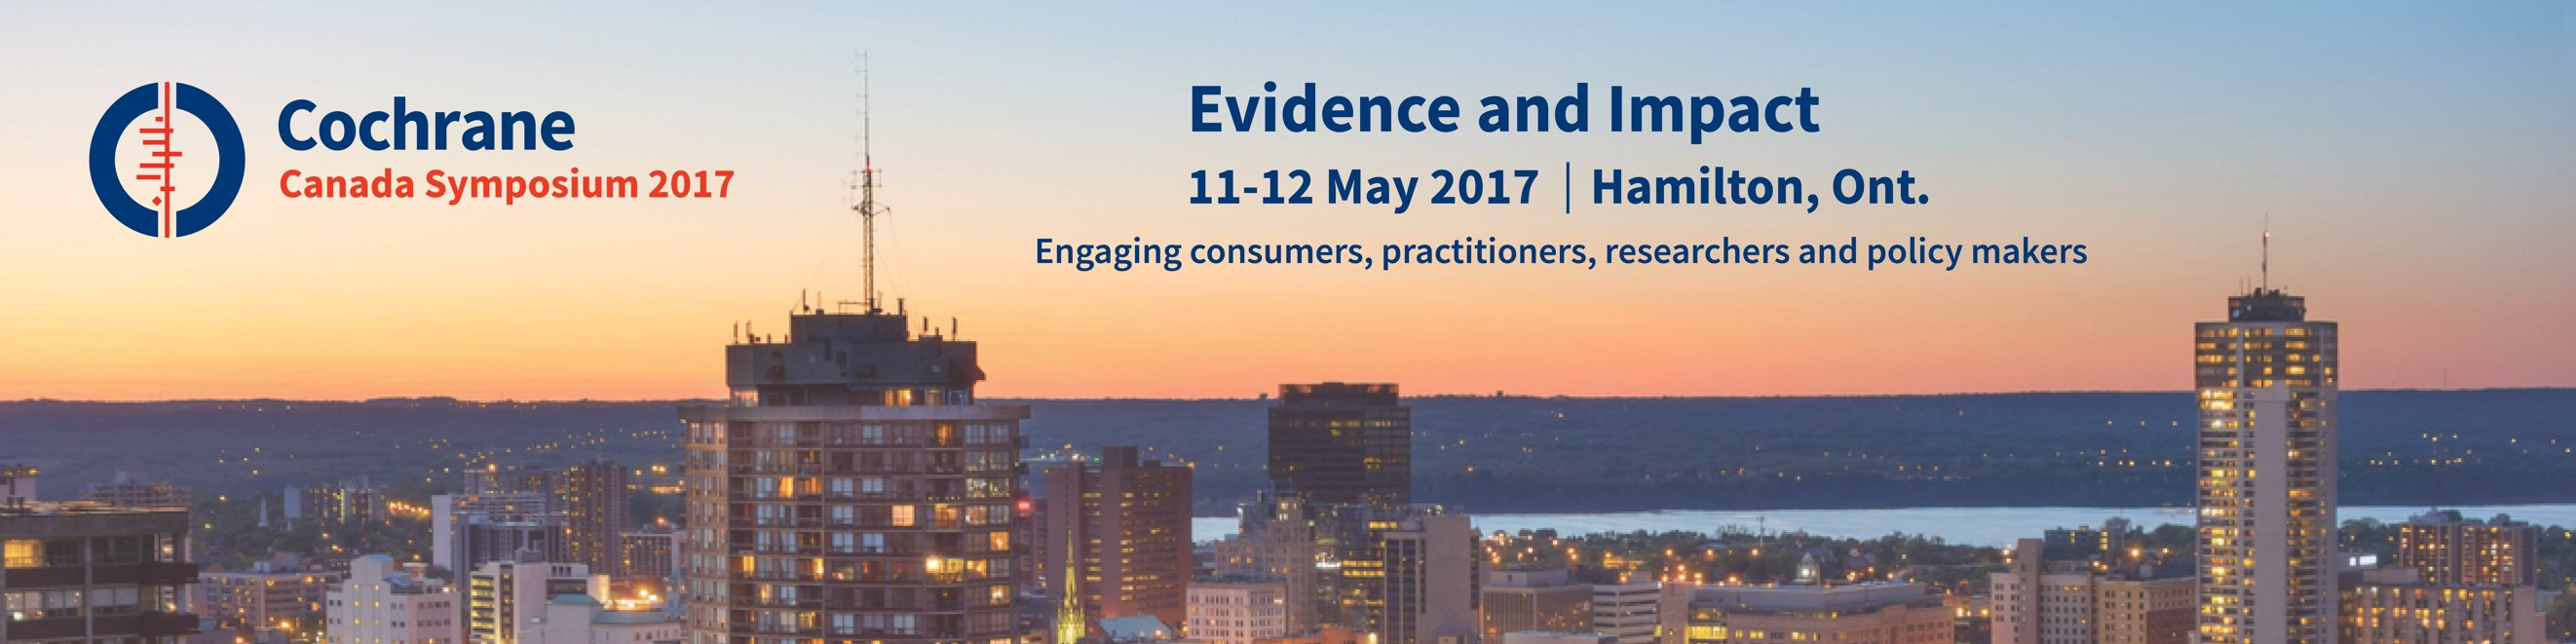 Cochrane
Canada Symposium 2017
Evidence and Impact
11-12 May 2017 | Hamilton, Ont.
Engaging consumers, practitioners, researchers and policy makers